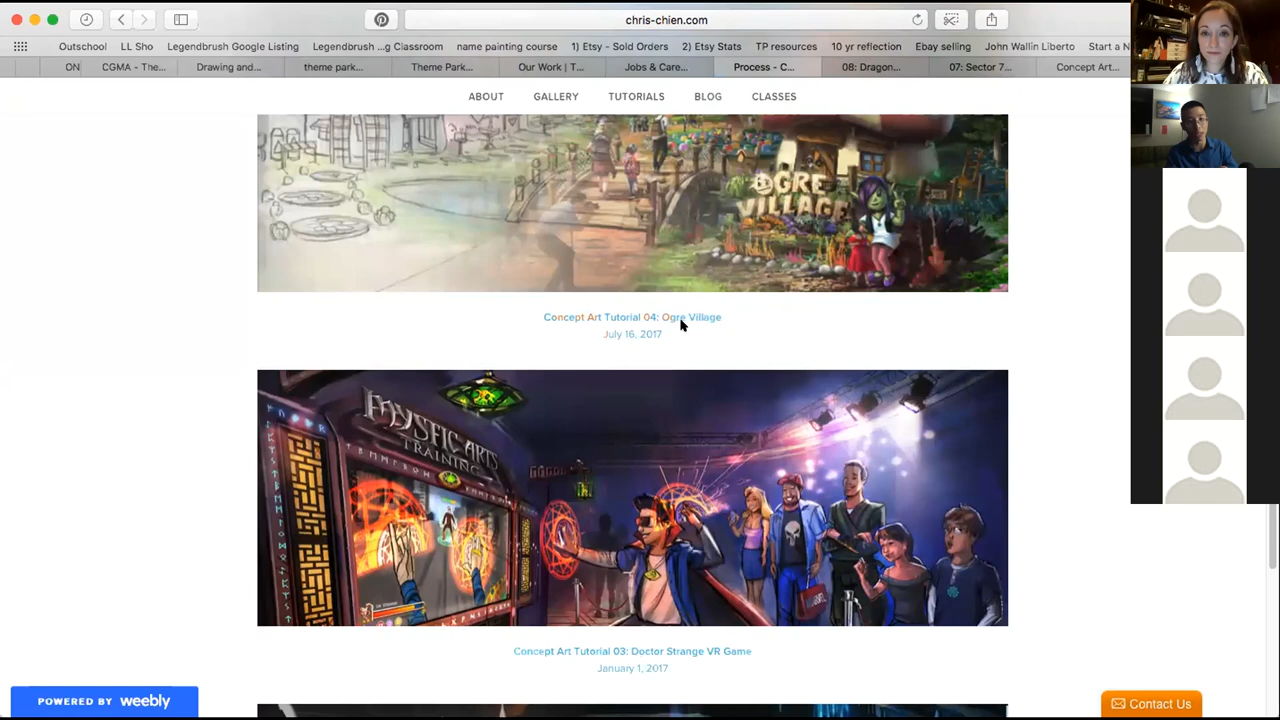 chris-chien.com
Outschool LL Sho Legendbrush Google Listing Legendbrush ...g Classroom name painting course 1) Etsy - Sold Orders 2) Etsy Stats TP resources 10 yr reflection Ebay selling John Wallin Liberto Start a N
ON CGMA - The... Drawing and... theme park... Theme Park... Our Work | T... Jobs & Care... Process - C... 08: Dragon... 07: Sector 7... Concept Art...
ABOUT GALLERY TUTORIALS BLOG CLASSES
OGRE
VILLAGE
Concept Art Tutorial 04: Ogre Village
July 16, 2017
MYSTIC ARTS
TRAINING
Concept Art Tutorial 03: Doctor Strange VR Game
January 1, 2017
POWERED BY weebly
Contact Us